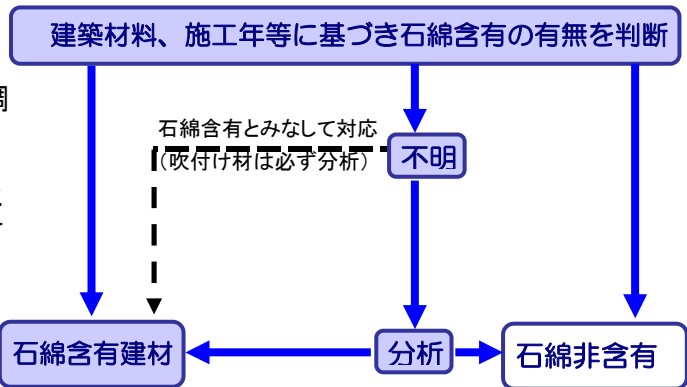 建築材料、施工年等に基づき石綿含有の有無を判断
調
石綿含有とみなして対応
(吹付け材は必ず分析)
不明
石綿含有建材
分析
石綿非含有